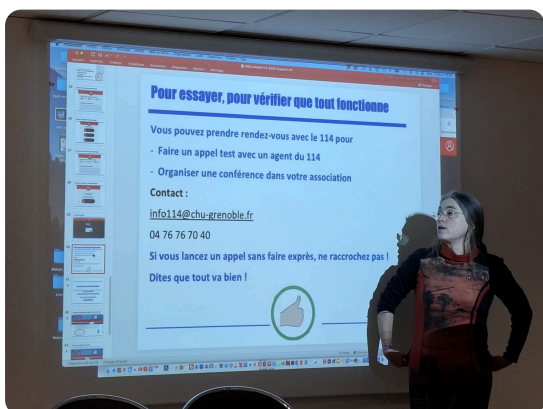 Pour essayer, pour vérifier que tout fonctionne
Vous pouvez prendre rendez-vous avec le 114 pour
- Faire un appel test avec un agent du 114
- Organiser une conférence dans votre association
Contact :
info114@chu-grenoble.fr
04 76 76 70 40
Si vous lancez un appel sans faire exprès, ne raccrochez pas !
Dites que tout va bien !